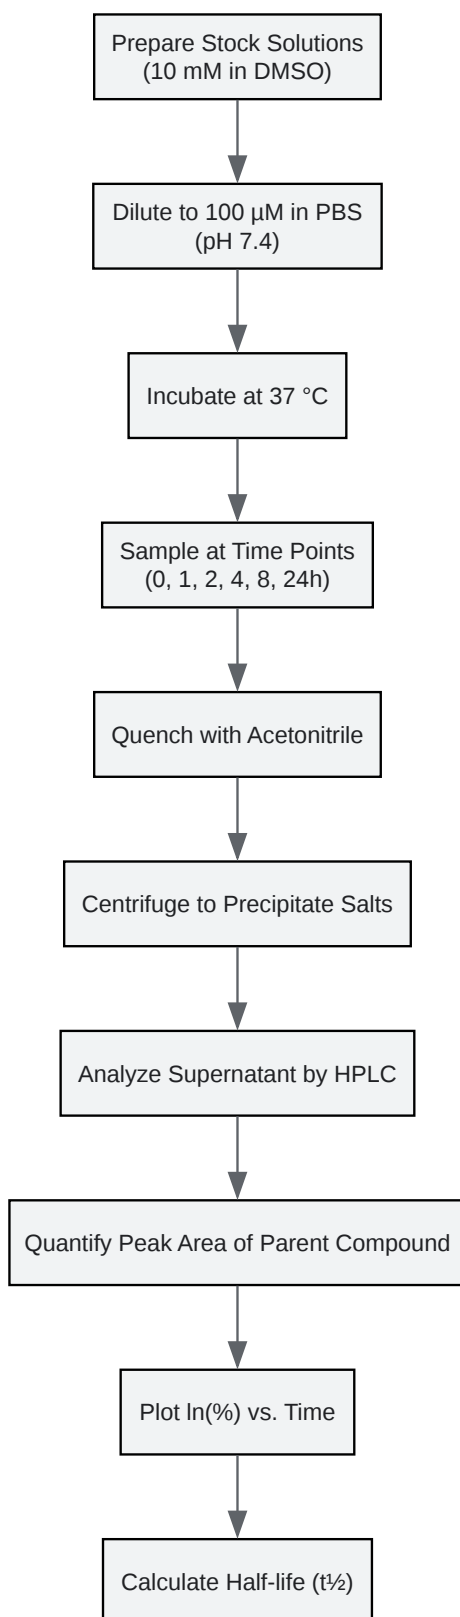 Prepare Stock Solutions
(10 mM in DMSO)
Dilute to 100 µM in PBS
(pH 7.4)
Incubate at 37 °C
Sample at Time Points
(0, 1, 2, 4, 8, 24h)
Quench with Acetonitrile
Centrifuge to Precipitate Salts
Analyze Supernatant by HPLC
Quantify Peak Area of Parent Compound
Plot ln(%) vs. Time
Calculate Half-life (t½)